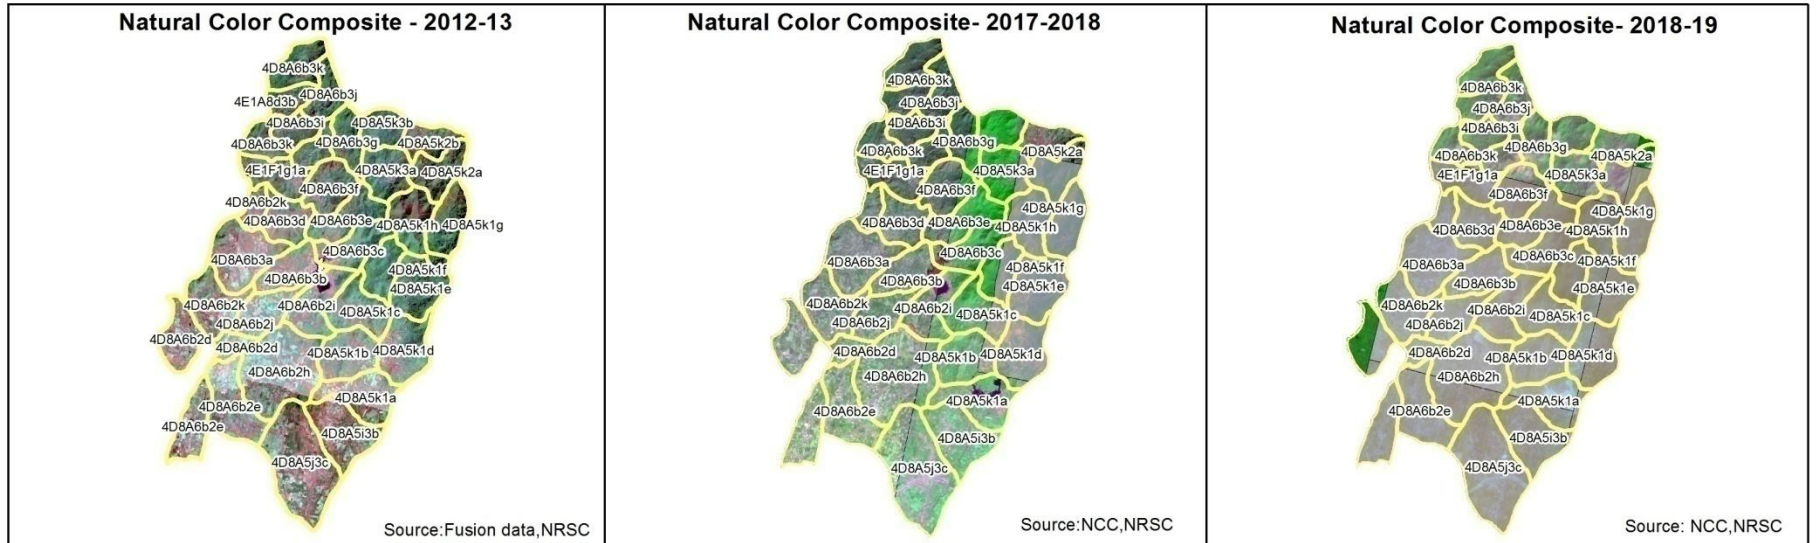 Natural Color Composite - 2012-13
4D8A6b3k
4E1A8d3b
4D8A6b3j
4D8A6b3i
4D8A5k3b
4D8A6b3k
4D8A6b3g
4D8A5k2b
4E1F1g1a
4D8A5k3a
4D8A5k2a
4D8A6b3f
4D8A6b2k
4D8A6b3d
4D8A6b3e
4D8A5k1h
4D8A5k1g
4D8A6b3c
4D8A6b3a
4D8A6b3b
4D8A5k1f
4D8A5k1e
4D8A6b2k
4D8A6b2i
4D8A5k1c
4D8A6b2j
4D8A6b2d
4D8A6b2d
4D8A5k1b
4D8A5k1d
4D8A6b2h
4D8A5k1a
4D8A6b2e
4D8A6b2e
4D8A5i3b
4D8A5j3c
Source:Fusion data,NRSC
Natural Color Composite- 2017-2018
4D8A6b3k
4D8A6b3j
4D8A6b3i
4D8A6b3g
4D8A6b3k
4D8A5k2a
4E1F1g1a
4D8A5k3a
4D8A6b3f
4D8A5k1g
4D8A6b3d
4D8A6b3e
4D8A5k1h
4D8A6b3c
4D8A6b3a
4D8A5k1f
4D8A6b3b
4D8A5k1e
4D8A6b2k
4D8A6b2i
4D8A5k1c
4D8A6b2j
4D8A6b2d
4D8A5k1b
4D8A5k1d
4D8A6b2h
4D8A5k1a
4D8A6b2e
4D8A5i3b
4D8A5j3c
Source:NCC,NRSC
Natural Color Composite- 2018-19
4D8A6b3k
4D8A6b3j
4D8A6b3i
4D8A6b3g
4D8A6b3k
4D8A5k2a
4E1F1g1a
4D8A5k3a
4D8A6b3f
4D8A5k1g
4D8A6b3d
4D8A6b3e
4D8A5k1h
4D8A6b3c
4D8A6b3a
4D8A5k1f
4D8A6b3b
4D8A5k1e
4D8A6b2k
4D8A6b2i
4D8A5k1c
4D8A6b2j
4D8A6b2d
4D8A5k1b
4D8A5k1d
4D8A6b2h
4D8A5k1a
4D8A6b2e
4D8A5i3b
4D8A5j3c
Source: NCC,NRSC